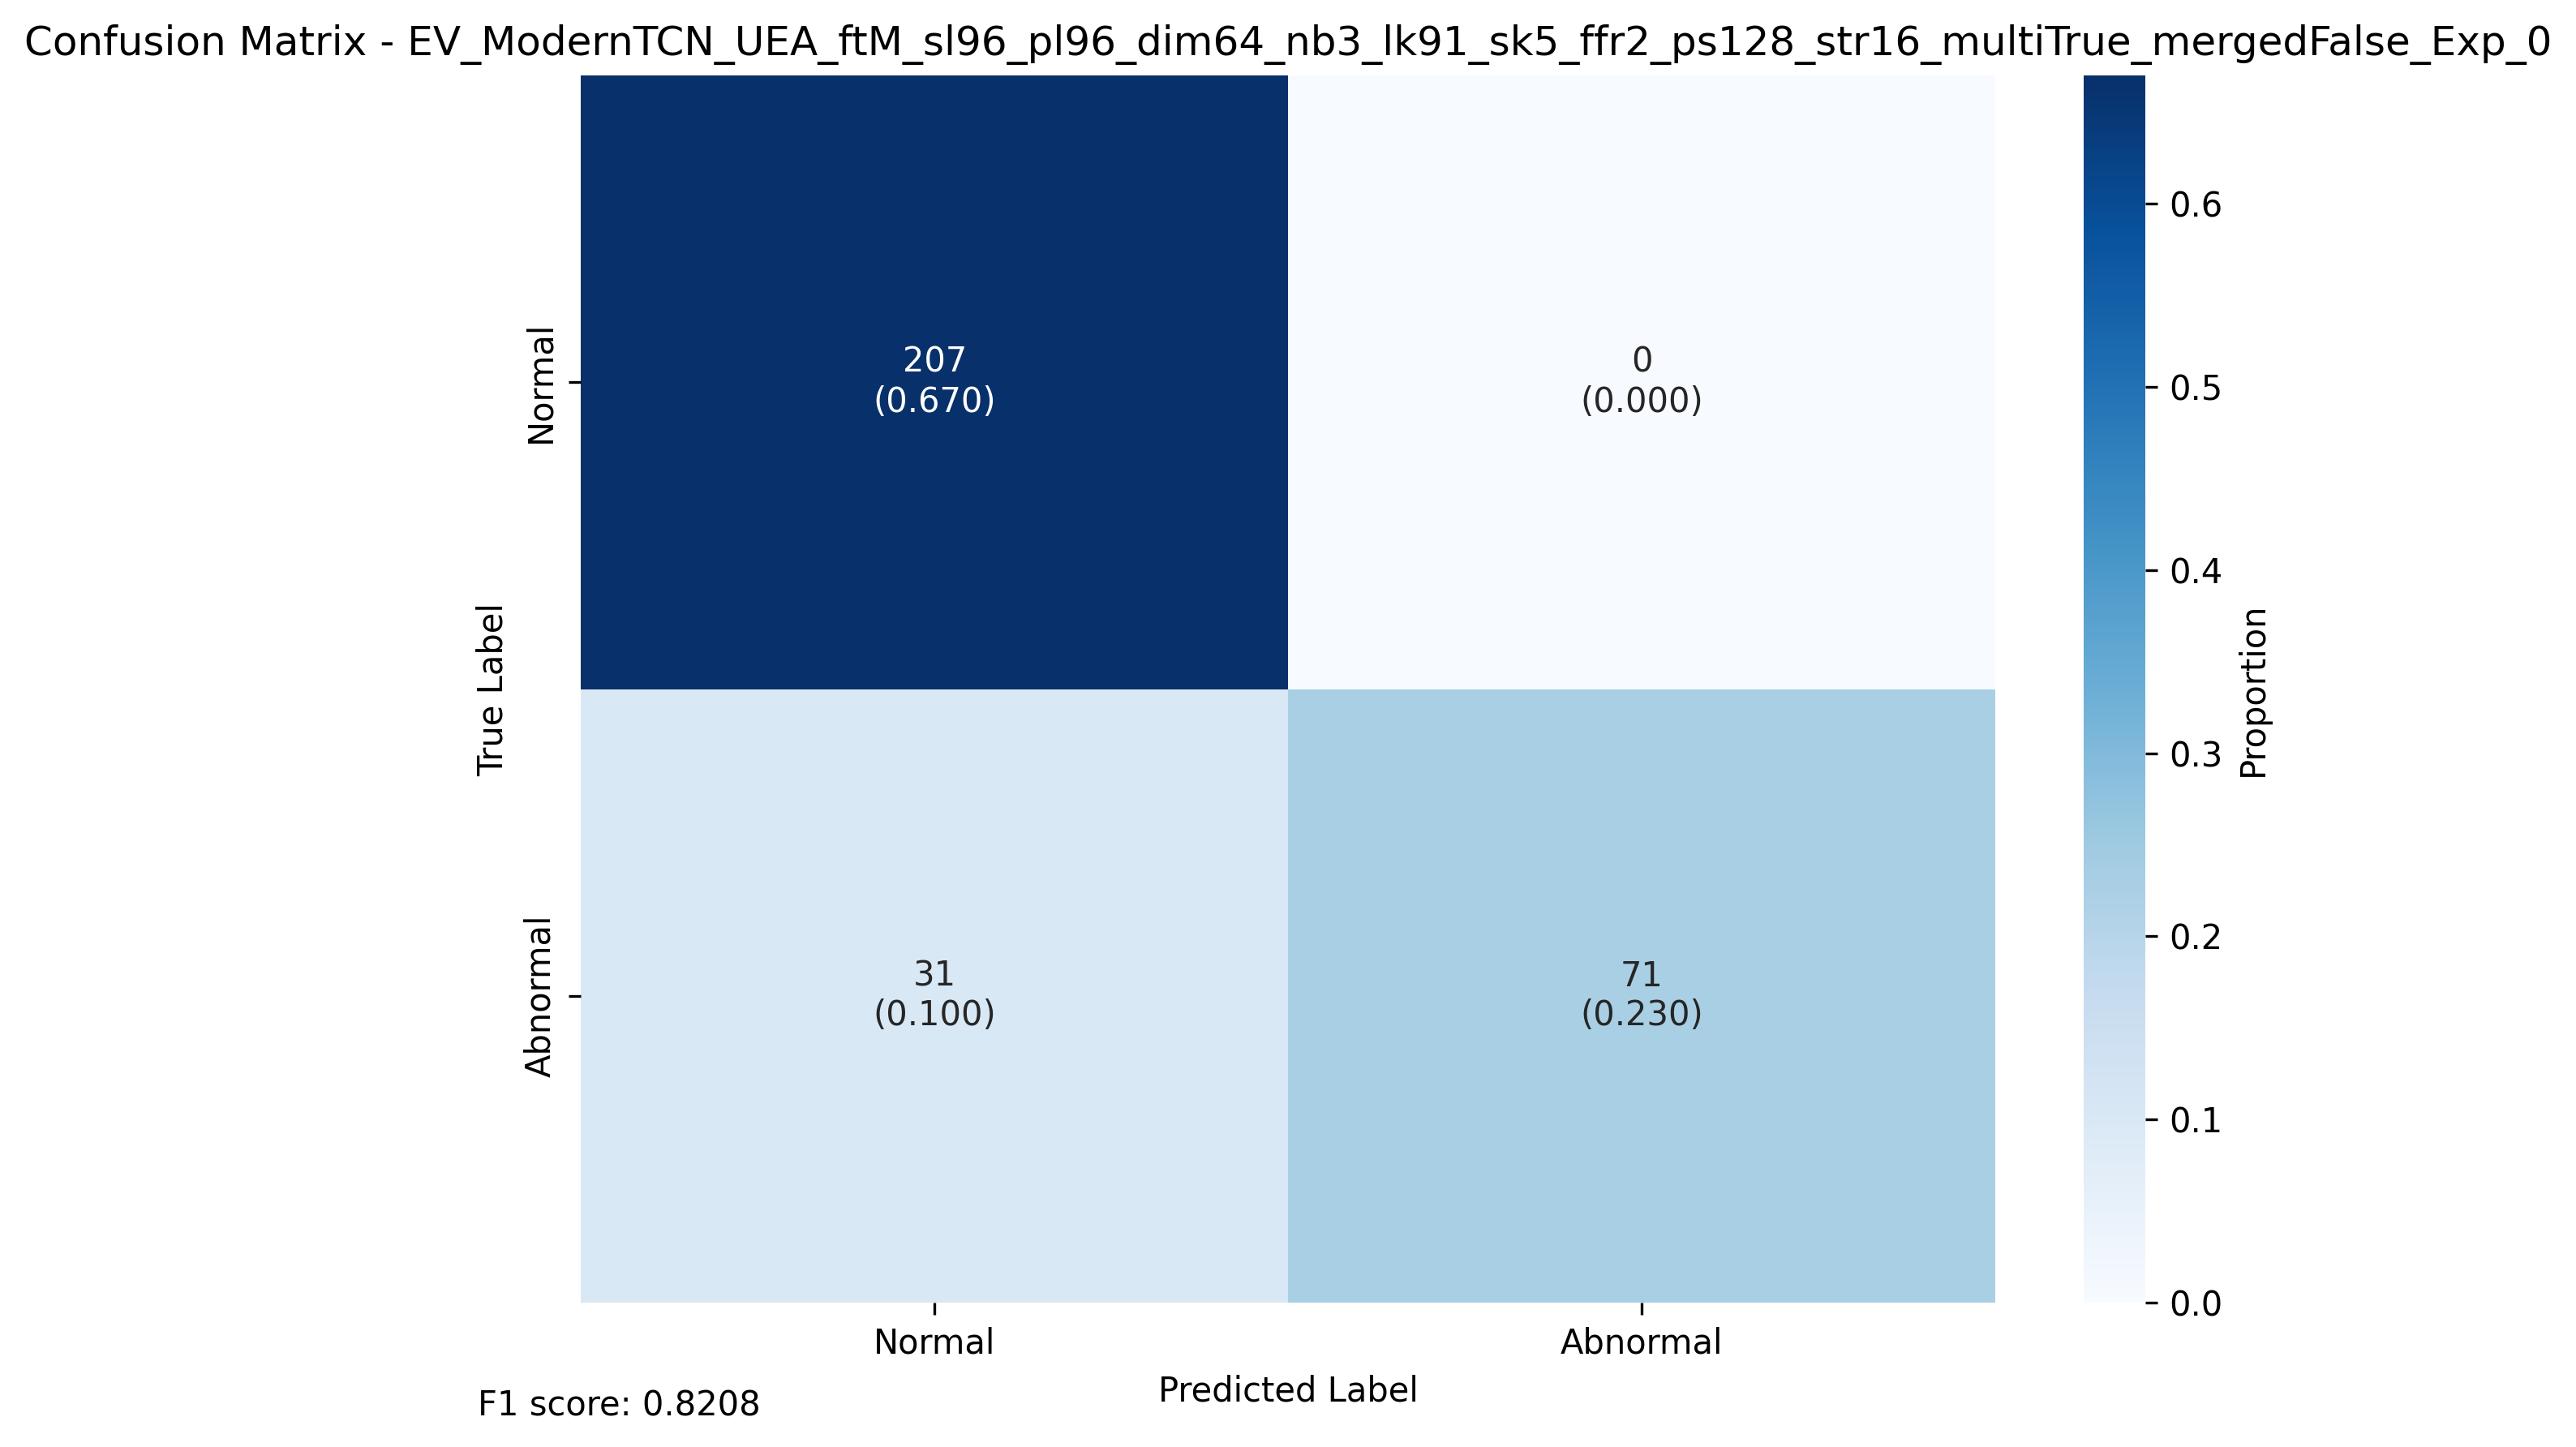 Confusion Matrix - EV_ModernTCN_UEA_ftM_sl96_pl96_dim64_nb3_lk91_sk5_ffr2_ps128_str16_multiTrue_mergedFalse_Exp_0
True Label
Normal
Abnormal
207
(0.670)
0
(0.000)
31
(0.100)
71
(0.230)
Normal
Abnormal
Predicted Label
F1 score: 0.8208
0.6
0.5
0.4
0.3
0.2
0.1
0.0
Proportion